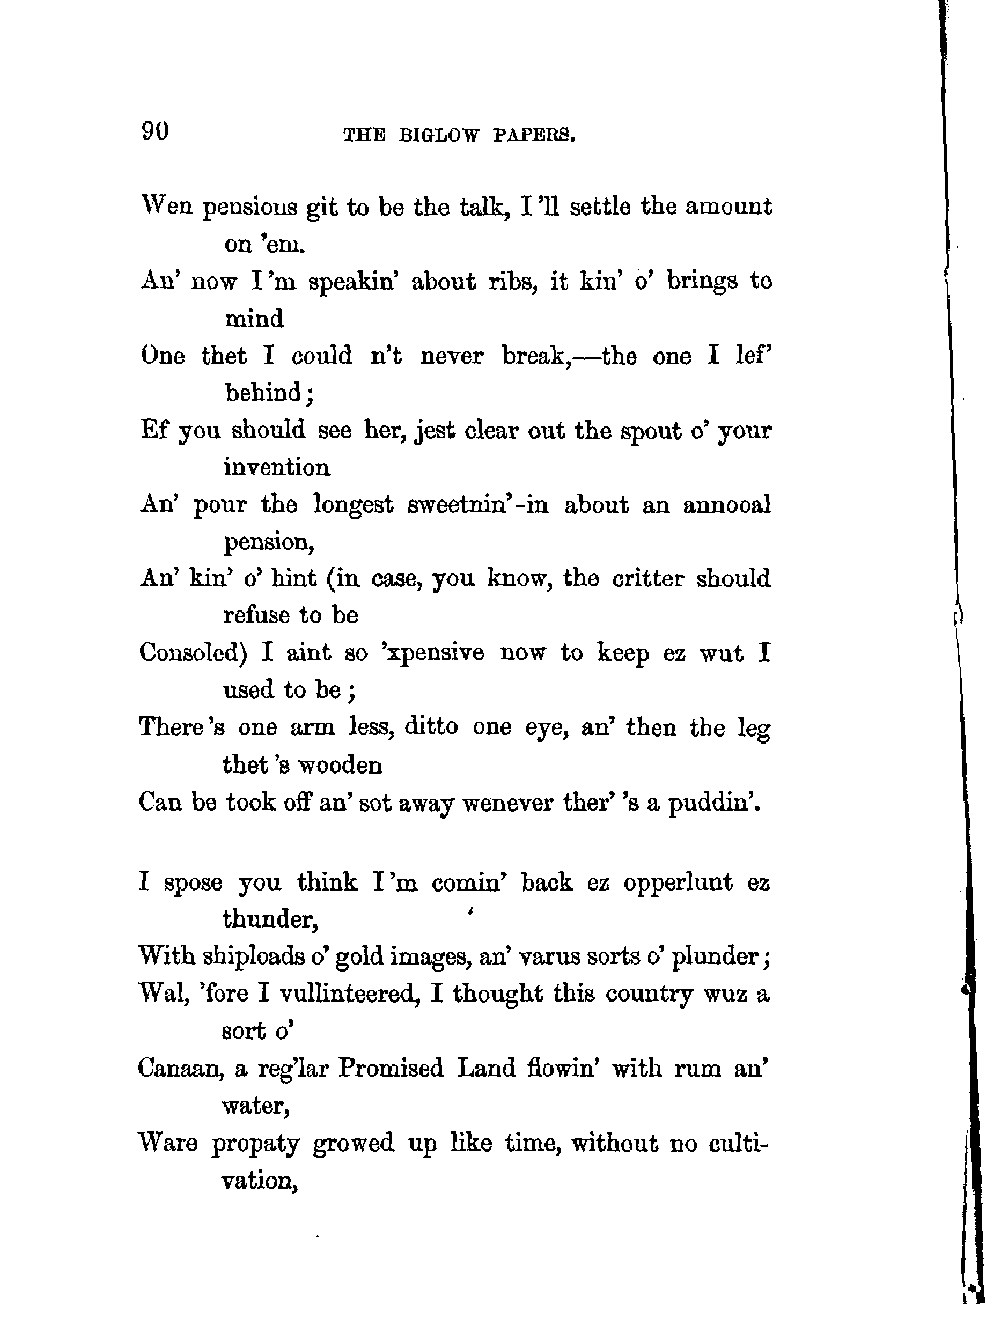 90 THE BIGLOW PAPERS.
Wen pensions git to be the talk, I 'll settle the amount
on 'em.
An' now I 'm speakin' about ribs, it kin' o' brings to
mind
One thet I could n't never break,—the one I lef'
behind;
Ef you should see her, jest clear out the spout o' your
invention
An' pour the longest sweetnin'-in about an annooal
pension,
An' kin' o' hint (in case, you know, the critter should
refuse to be
Consoled) I aint so 'xpensive now to keep ez wut I
used to be;
There 's one arm less, ditto one eye, an' then the leg
thet 's wooden
Can be took off an' sot away wenever ther' 's a puddin'.
I spose you think I 'm comin' back ez opperlunt ez
thunder,
With shiploads o' gold images, an' varus sorts o' plunder;
Wal, 'fore I vullinteered, I thought this country wuz a
sort o'
Canaan, a reg'lar Promised Land flowin' with rum an'
water,
Ware propaty growed up like time, without no culti-
vation,